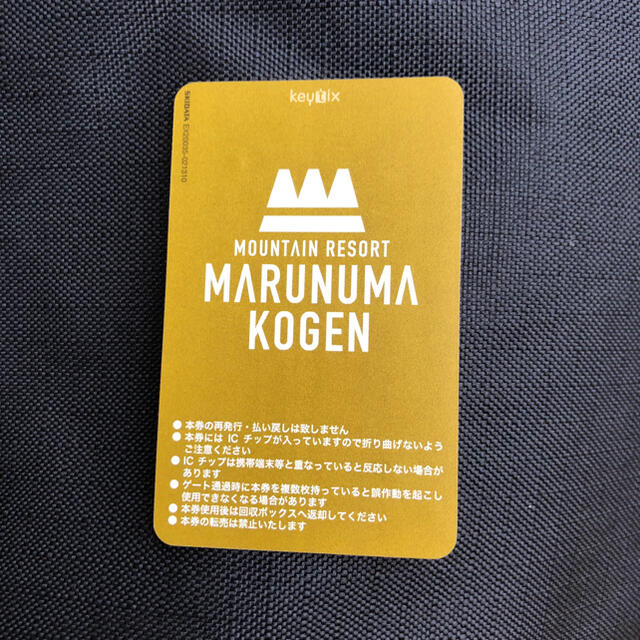 keytix
SKIDATA EX20035-021310
MOUNTAIN RESORT
MARUNUMA
KOGEN
● 本券の再発行・払い戻しは致しません
● 本券には IC チップが入っていますので折り曲げないよう
ご注意ください
● IC チップは携帯端末等と重なっていると反応しない場合が
あります
● ゲート通過時に本券を複数枚持っていると誤作動を起こし
使用できなくなる場合があります
● 本券使用後は回収ボックスへ返却してください
● 本券の転売は禁止いたします